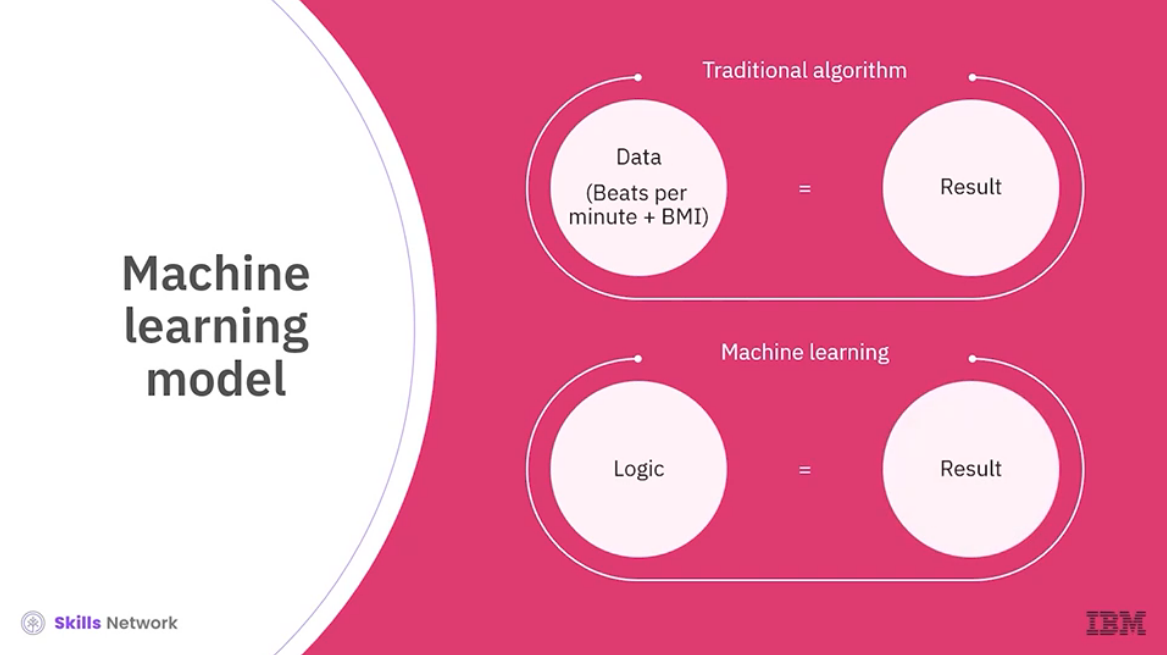 Machine
learning
model
Traditional algorithm
Data
(Beats per
minute + BMI)
=
Result
Machine learning
Logic
=
Result
Skills Network
IBM